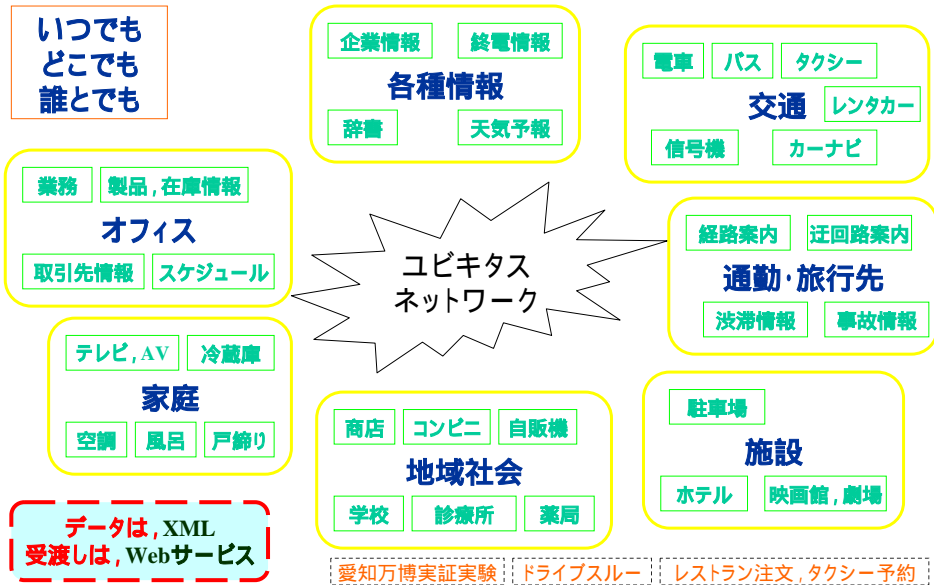 いつでも
どこでも
誰とでも
企業情報 終電情報
各種情報
辞書 天気予報
電車 バス タクシー
交通 レンタカー
信号機 カーナビ
業務 製品,在庫情報
オフィス
取引先情報 スケジュール
ユビキタス
ネットワーク
経路案内 迂回路案内
通勤・旅行先
渋滞情報 事故情報
テレビ,AV 冷蔵庫
家庭
空調 風呂 戸締り
商店 コンビニ 自販機
地域社会
学校 診療所 薬局
駐車場
施設
ホテル 映画館,劇場
データは,XML
受渡しは,Webサービス
愛知万博実証実験 ドライブスルー レストラン注文,タクシー予約